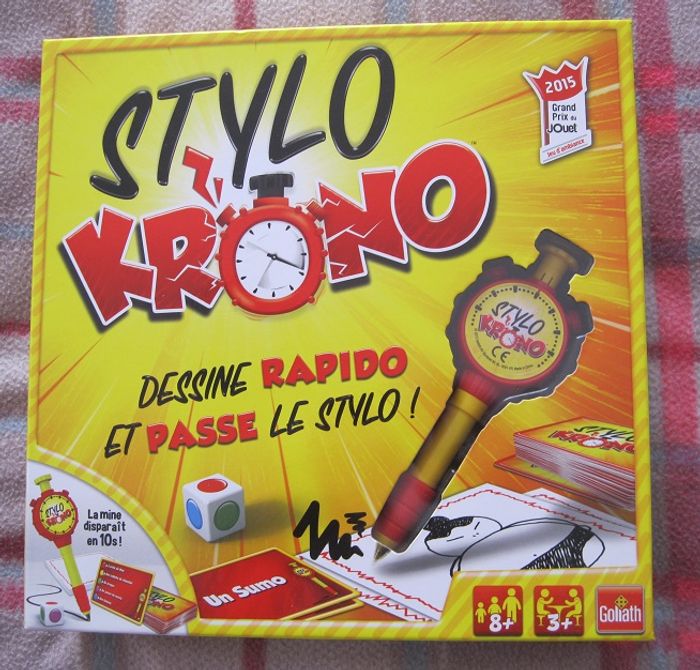 STYLO
KRONO
2015
Grand
Prix du
Jouet
Jeu d'ambiance
STYLO
KRONO
CE
DESSINE RAPIDO
ET PASSE LE STYLO !
KRONO
STYLO
KRONO
La mine
disparaît
en 10s !
Un Sumo
8+
3+
Goliath